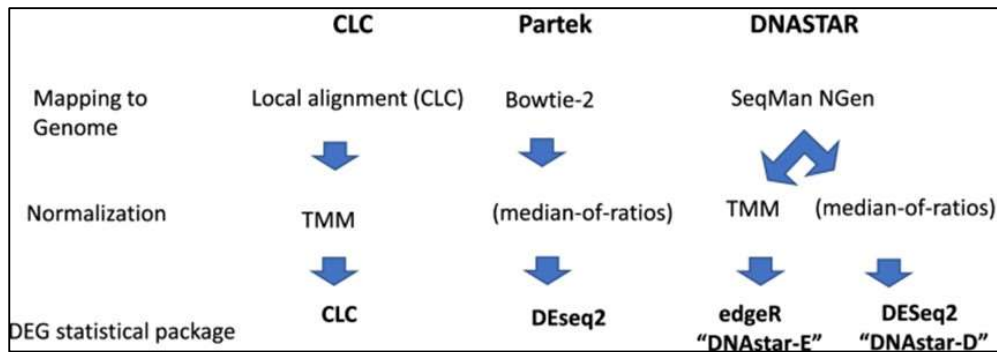 CLC Partek DNASTAR
Mapping to Genome Local alignment (CLC) Bowtie-2 SeqMan NGen
Normalization TMM (median-of-ratios) TMM (median-of-ratios)
DEG statistical package CLC DEseq2 edgeR "DNAstar-E" DESeq2 "DNAstar-D"